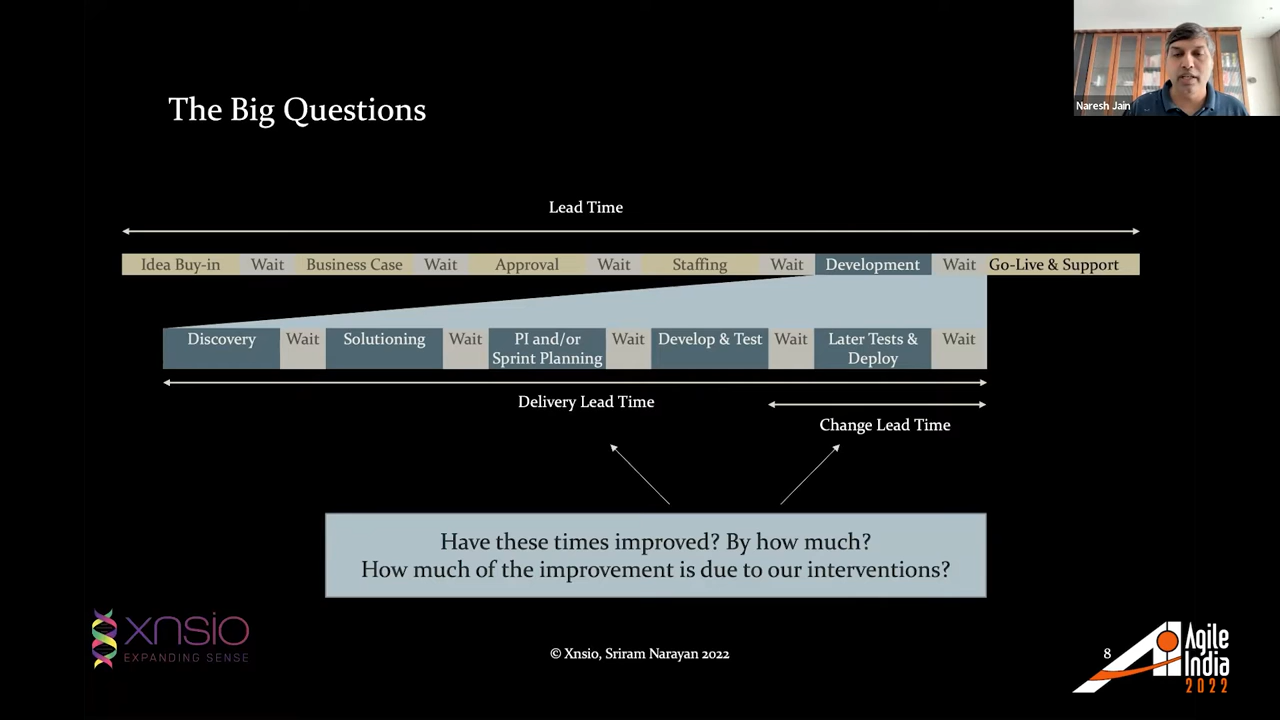 Naresh Jain
The Big Questions
Lead Time
Idea Buy-in Wait Business Case Wait Approval Wait Staffing Wait Development Wait Go-Live & Support
Discovery Wait Solutioning Wait PI and/or Wait Develop & Test Wait Later Tests & Wait
Sprint Planning Deploy
Delivery Lead Time
Change Lead Time
Have these times improved? By how much?
How much of the improvement is due to our interventions?
xnsio
EXPANDING SENSE
© Xnsio, Sriram Narayan 2022
8
Agile
India
2022